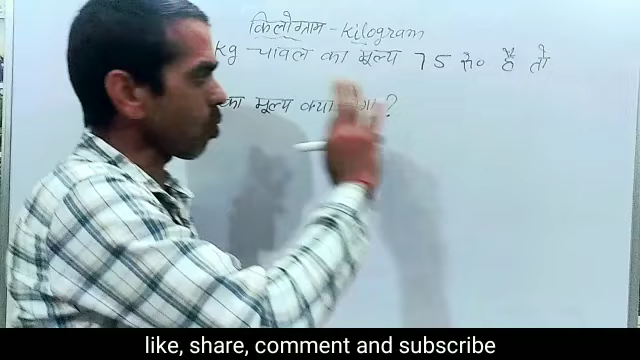 किलोग्राम - Kilogram
kg चावल का मूल्य 75 रु० है तो
का मूल्य क्या ?
like, share, comment and subscribe